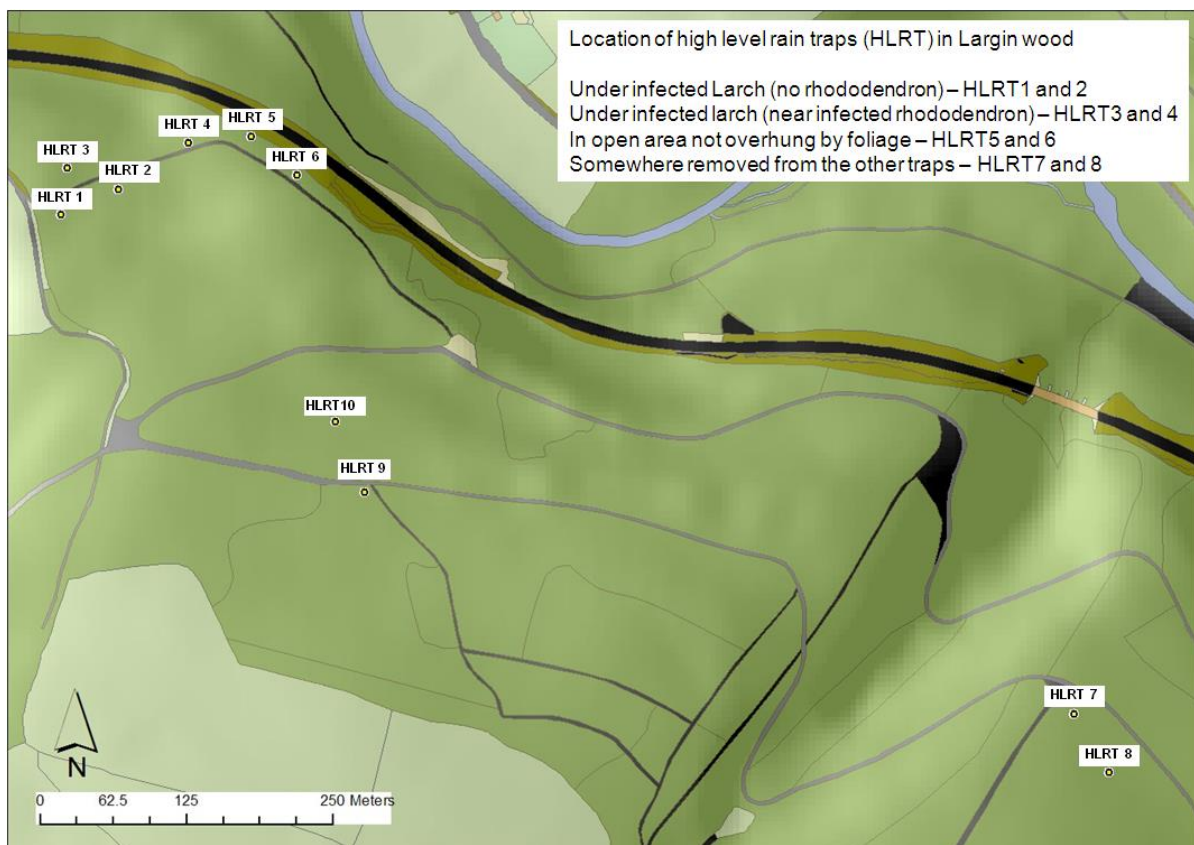 Location of high level rain traps (HLRT) in Largin wood
Under infected Larch (no rhododendron) – HLRT1 and 2
Under infected larch (near infected rhododendron) – HLRT3 and 4
In open area not overhung by foliage – HLRT5 and 6
Somewhere removed from the other traps – HLRT7 and 8
HLRT 5
HLRT 4
HLRT 3
HLRT 6
HLRT 2
HLRT 1
HLRT10
HLRT 9
HLRT 7
HLRT 8
N
0 62.5 125 250 Meters